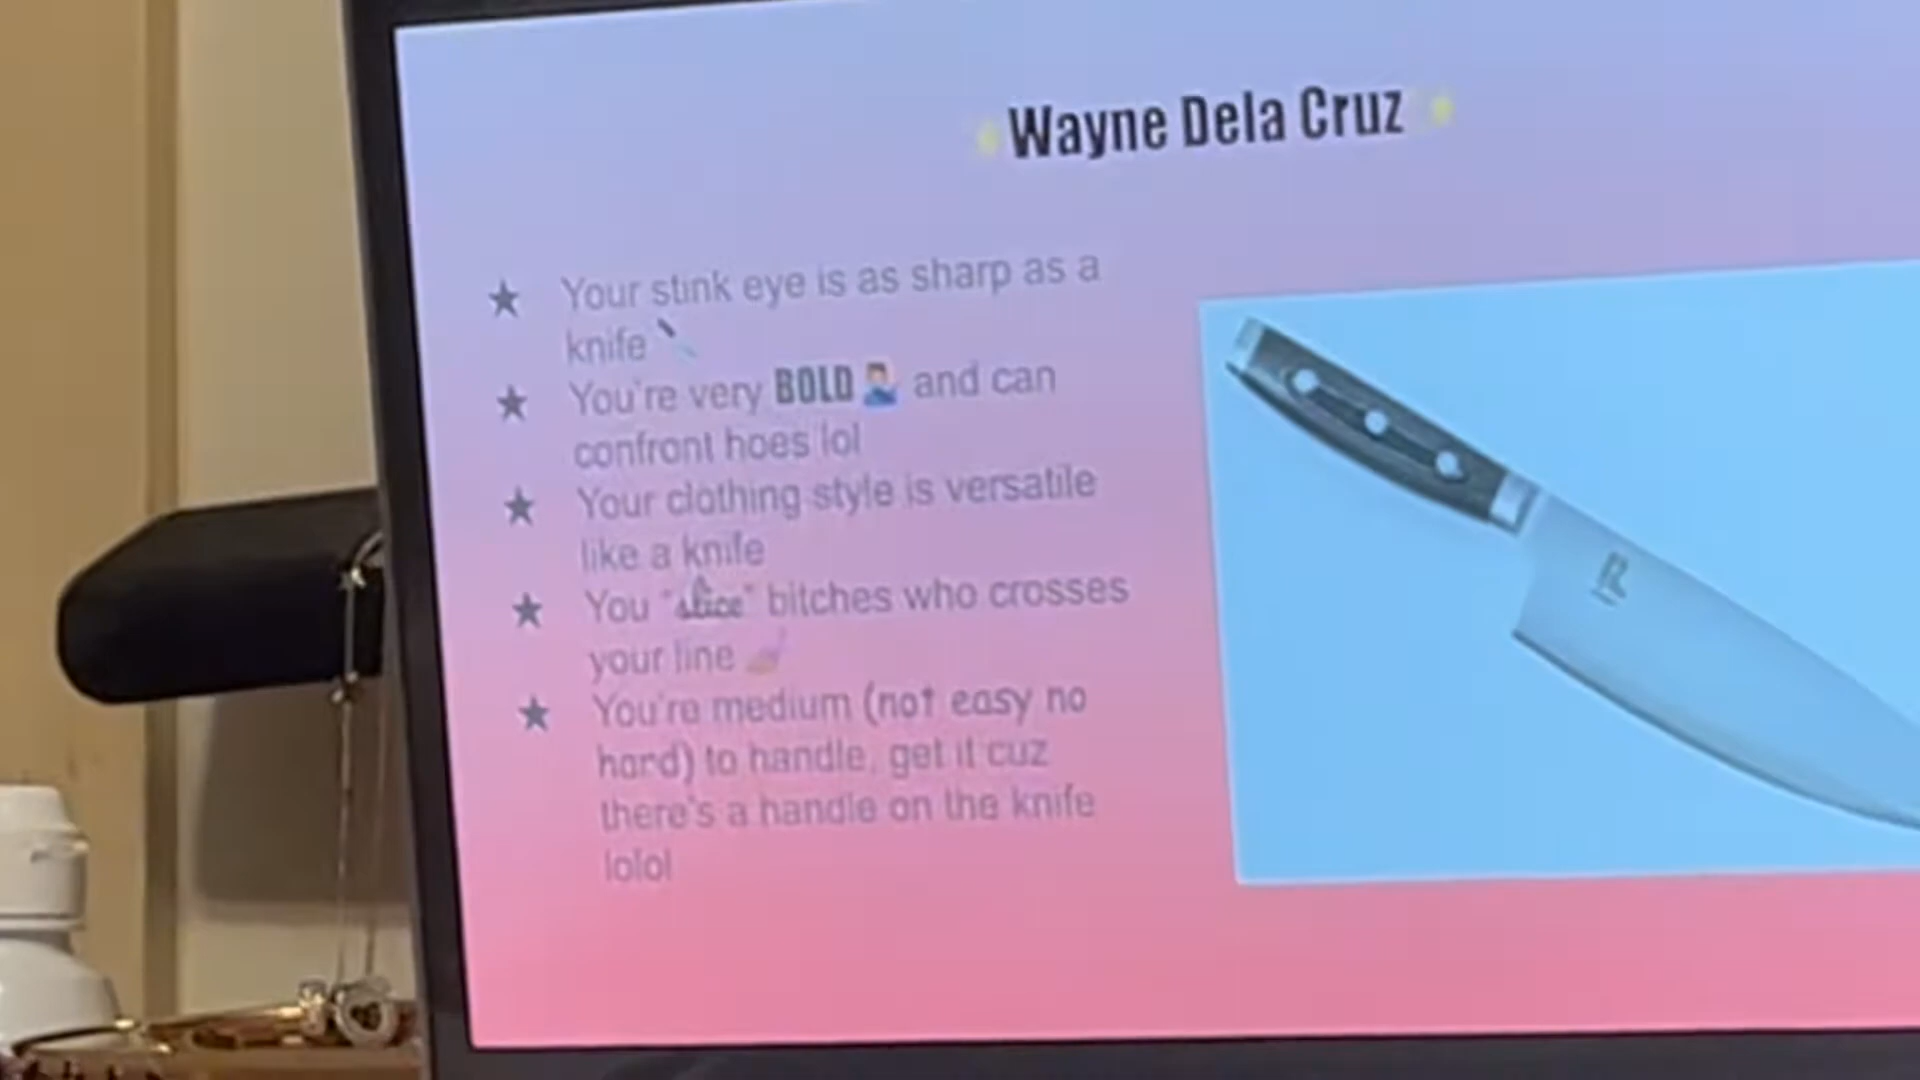 Wayne Dela Cruz
★ Your stink eye is as sharp as a
knife 🔪
★ You're very BOLD 🤷‍♂️ and can
confront hoes lol
★ Your clothing style is versatile
like a knife
★ You "slice" bitches who crosses
your line 💅
★ You're medium (not easy no
hard) to handle, get it cuz
there's a handle on the knife
lolol